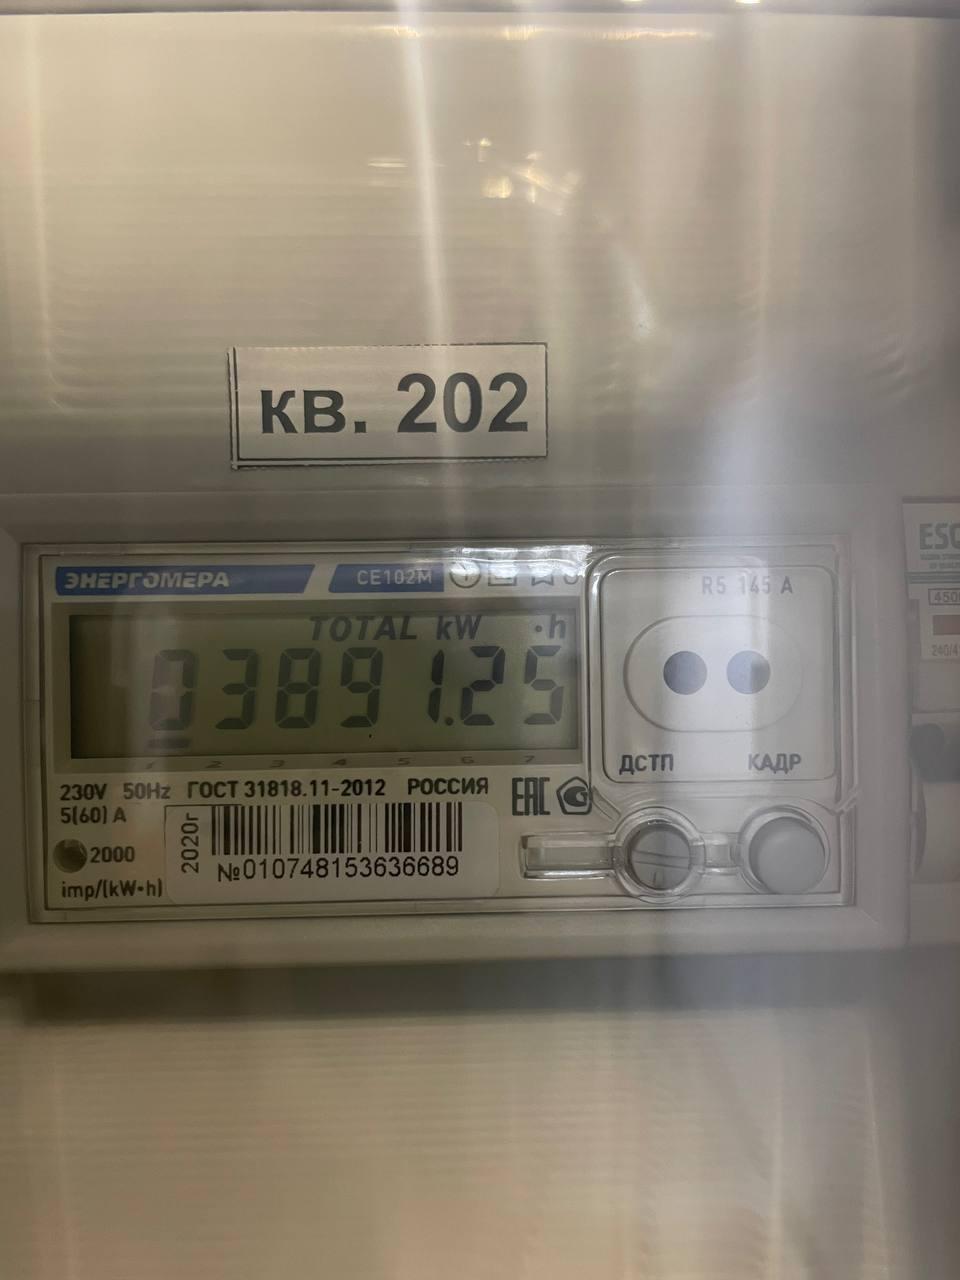 кв. 202
ЭНЕРГОМЕРА CE102M
R5 145 A
TOTAL kW·h
03891.25
1 2 3 4 5 6 7
ДСТП КАДР
230V 50Hz ГОСТ 31818.11-2012 РОССИЯ EAC
5(60) A
2020г
2000
imp/(kW•h)
№010748153636689